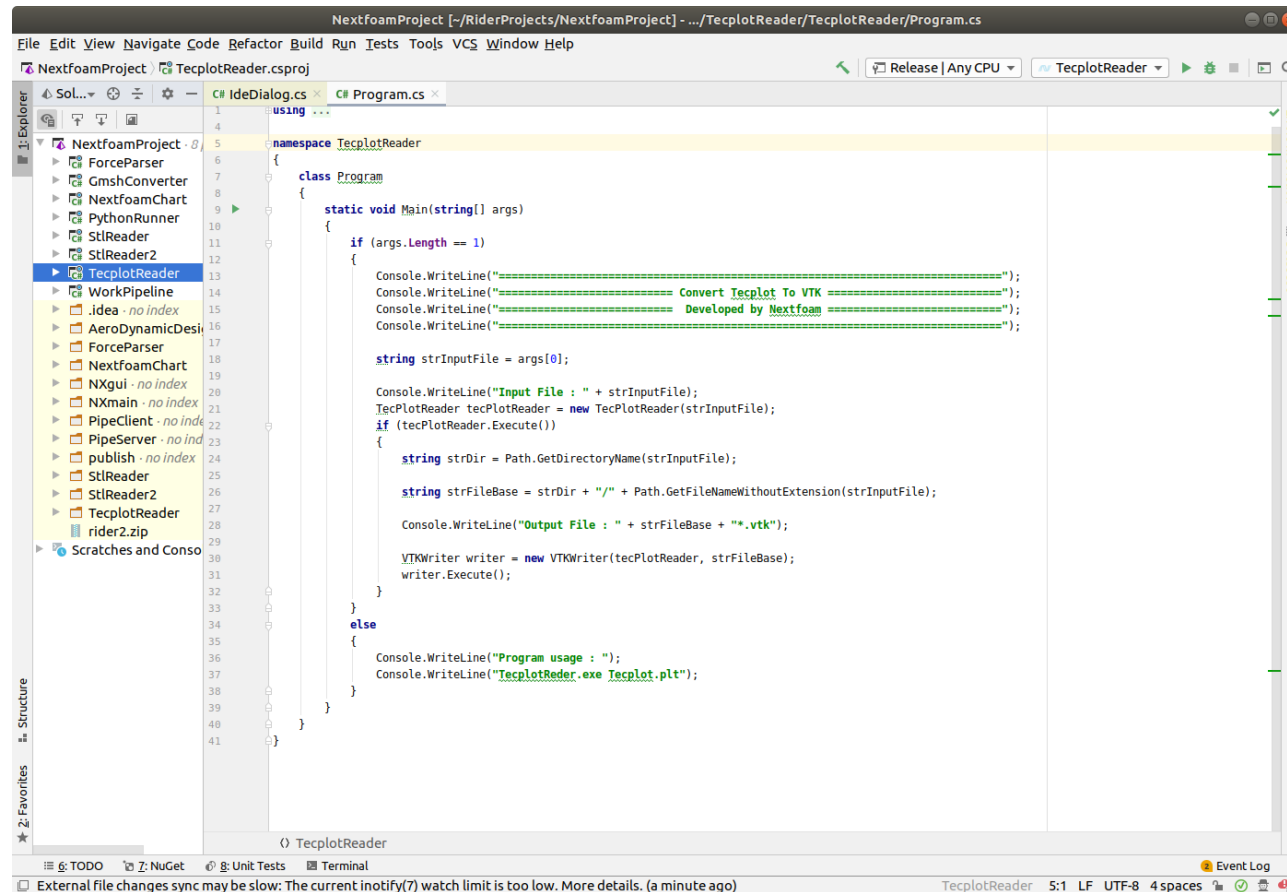 NextfoamProject [~/RiderProjects/NextfoamProject] - .../TecplotReader/TecplotReader/Program.cs
File Edit View Navigate Code Refactor Build Run Tests Tools VCS Window Help
NextfoamProject TecplotReader.csproj Release | Any CPU TecplotReader
1: Explorer
Sol... C# IdeDialog.cs C# Program.cs
NextfoamProject · 8
ForceParser
GmshConverter
NextfoamChart
PythonRunner
StlReader
StlReader2
TecplotReader
WorkPipeline
.idea · no index
AeroDynamicDesi
ForceParser
NextfoamChart
NXgui · no index
NXmain · no index
PipeClient · no inde
PipeServer · no ind
publish · no index
StlReader
StlReader2
TecplotReader
rider2.zip
Scratches and Conso
1 using ...
4
5 namespace TecplotReader
6 {
7 class Program
8 {
9 static void Main(string[] args)
10 {
11 if (args.Length == 1)
12 {
13 Console.WriteLine("==============================================================================");
14 Console.WriteLine("=========================== Convert Tecplot To VTK ===========================");
15 Console.WriteLine("===========================  Developed by Nextfoam ===========================");
16 Console.WriteLine("==============================================================================");
17
18 string strInputFile = args[0];
19
20 Console.WriteLine("Input File : " + strInputFile);
21 TecPlotReader tecPlotReader = new TecPlotReader(strInputFile);
22 if (tecPlotReader.Execute())
23 {
24 string strDir = Path.GetDirectoryName(strInputFile);
25
26 string strFileBase = strDir + "/" + Path.GetFileNameWithoutExtension(strInputFile);
27
28 Console.WriteLine("Output File : " + strFileBase + "*.vtk");
29
30 VTKWriter writer = new VTKWriter(tecPlotReader, strFileBase);
31 writer.Execute();
32 }
33 }
34 else
35 {
36 Console.WriteLine("Program usage : ");
37 Console.WriteLine("TecplotReder.exe Tecplot.plt");
38 }
39 }
40 }
41 }
Structure
2: Favorites
TecplotReader
6: TODO 7: NuGet 8: Unit Tests Terminal 2 Event Log
External file changes sync may be slow: The current inotify(7) watch limit is too low. More details. (a minute ago) TecplotReader 5:1 LF UTF-8 4 spaces